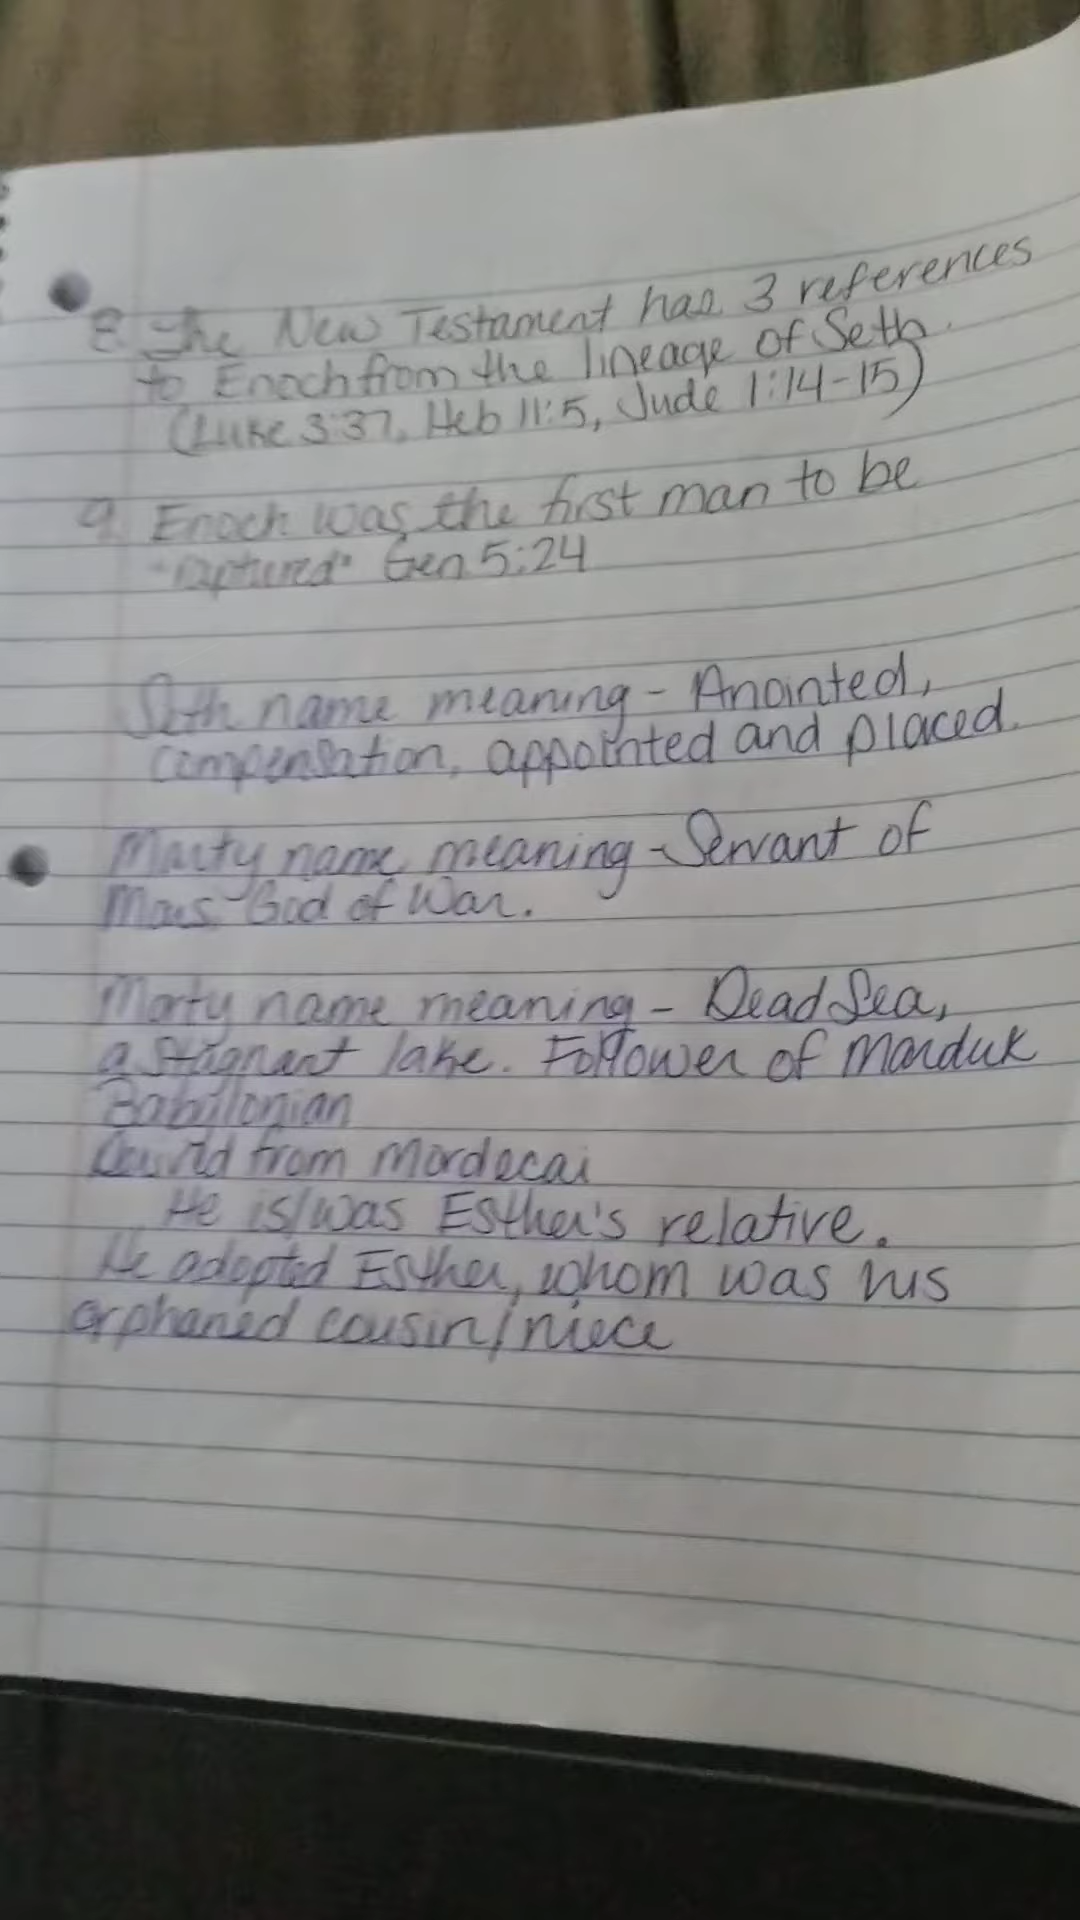 8. The New Testament has 3 references
to Enoch from the lineage of Seth.
(Luke 3:37, Heb 11:5, Jude 1:14-15)
9. Enoch was the first man to be
"raptured" Gen 5:24
Seth name meaning - Anointed,
compensation, appointed and placed.
Marty name meaning - Servant of
Mars - God of War.
Morty name meaning - Dead Sea,
a stagnant lake. Follower of Marduk
Babylonian
from Mordecai
He is/was Esther's relative.
He adopted Esther, whom was his
orphaned cousin/niece